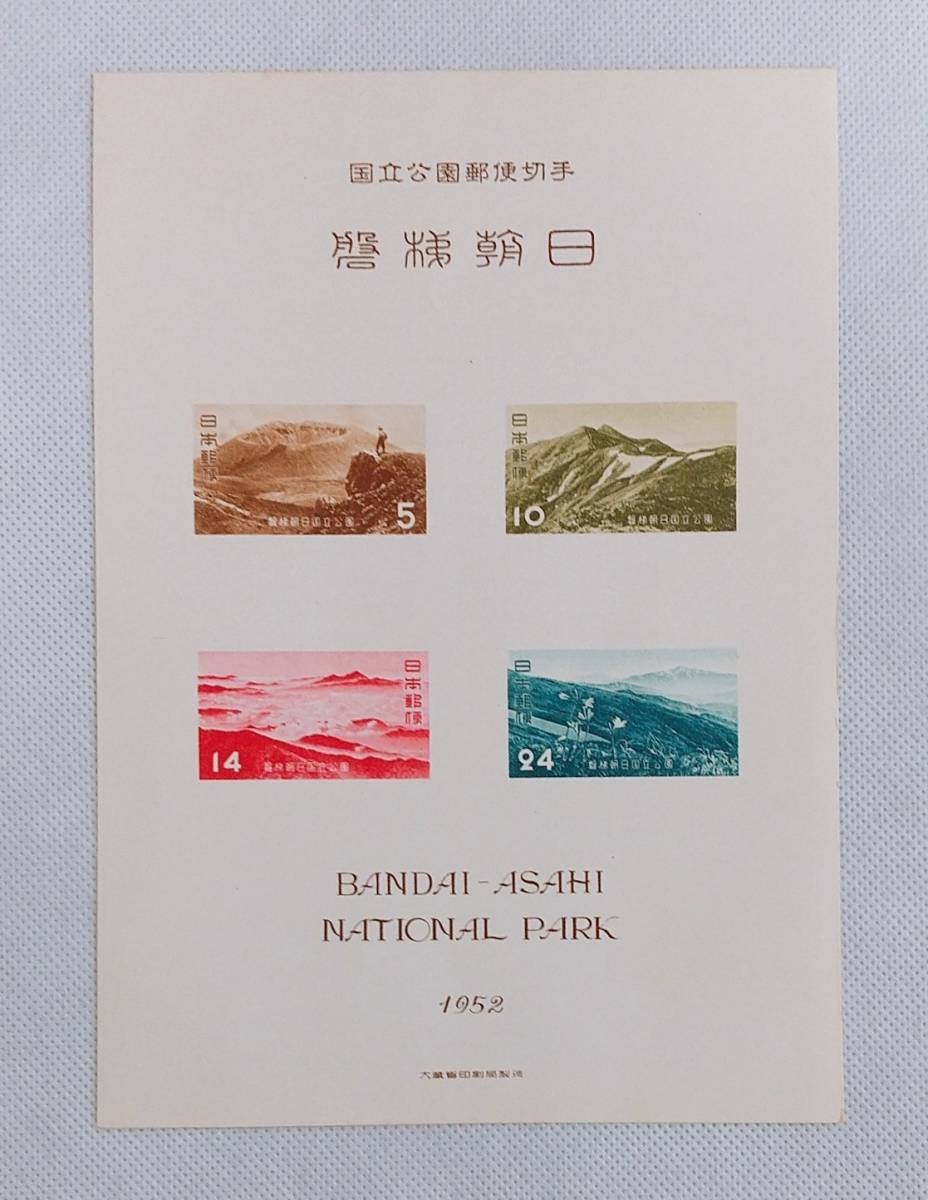 国立公園郵便切手
磐梯朝日
日本郵便
磐梯朝日国立公園
5
日本郵便
10
磐梯朝日国立公園
日本郵便
14
磐梯朝日国立公園
日本郵便
24
磐梯朝日国立公園
BANDAI-ASAHI
NATIONAL PARK
1952
大蔵省印刷局製造